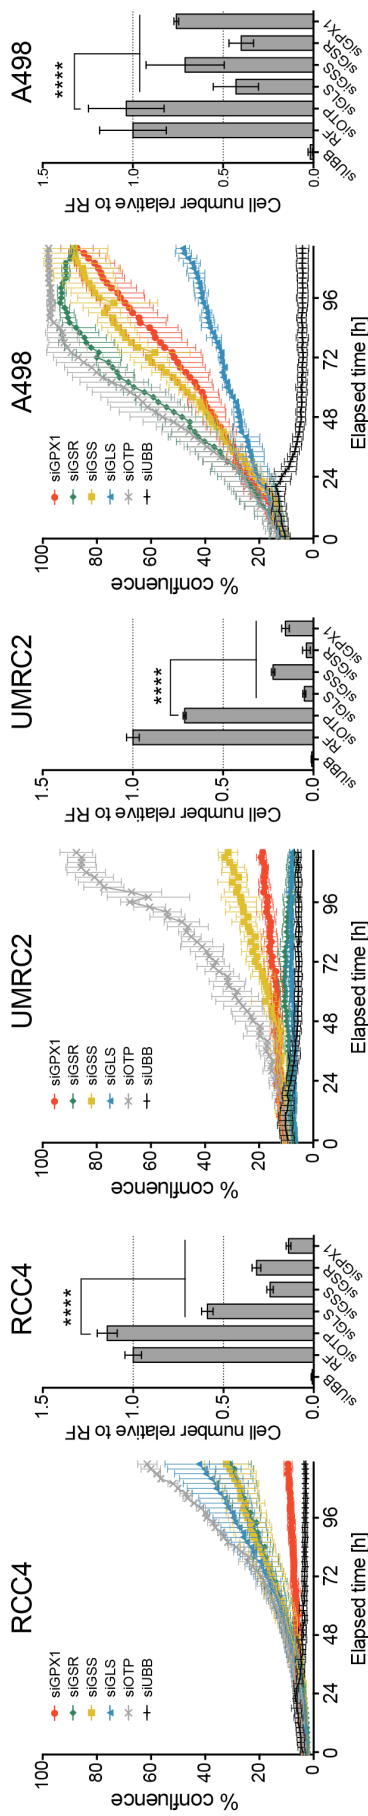 RCC4
% confluence
100
80
60
40
20
0
siGPX1
siGSR
siGSS
siGLS
siOTP
siUBB
0 24 48 72 96
Elapsed time [h]
RCC4
Cell number relative to RF
1.5
1.0
0.5
0.0
****
siUBB RF siOTP siGLS siGSS siGSR siGPX1
UMRC2
% confluence
100
80
60
40
20
0
siGPX1
siGSR
siGSS
siGLS
siOTP
siUBB
0 24 48 72 96
Elapsed time [h]
UMRC2
Cell number relative to RF
1.5
1.0
0.5
0.0
****
siUBB RF siOTP siGLS siGSS siGSR siGPX1
A498
% confluence
100
80
60
40
20
0
siGPX1
siGSR
siGSS
siGLS
siOTP
siUBB
0 24 48 72 96
Elapsed time [h]
A498
Cell number relative to RF
1.5
1.0
0.5
0.0
****
siUBB RF siOTP siGLS siGSS siGSR siGPX1